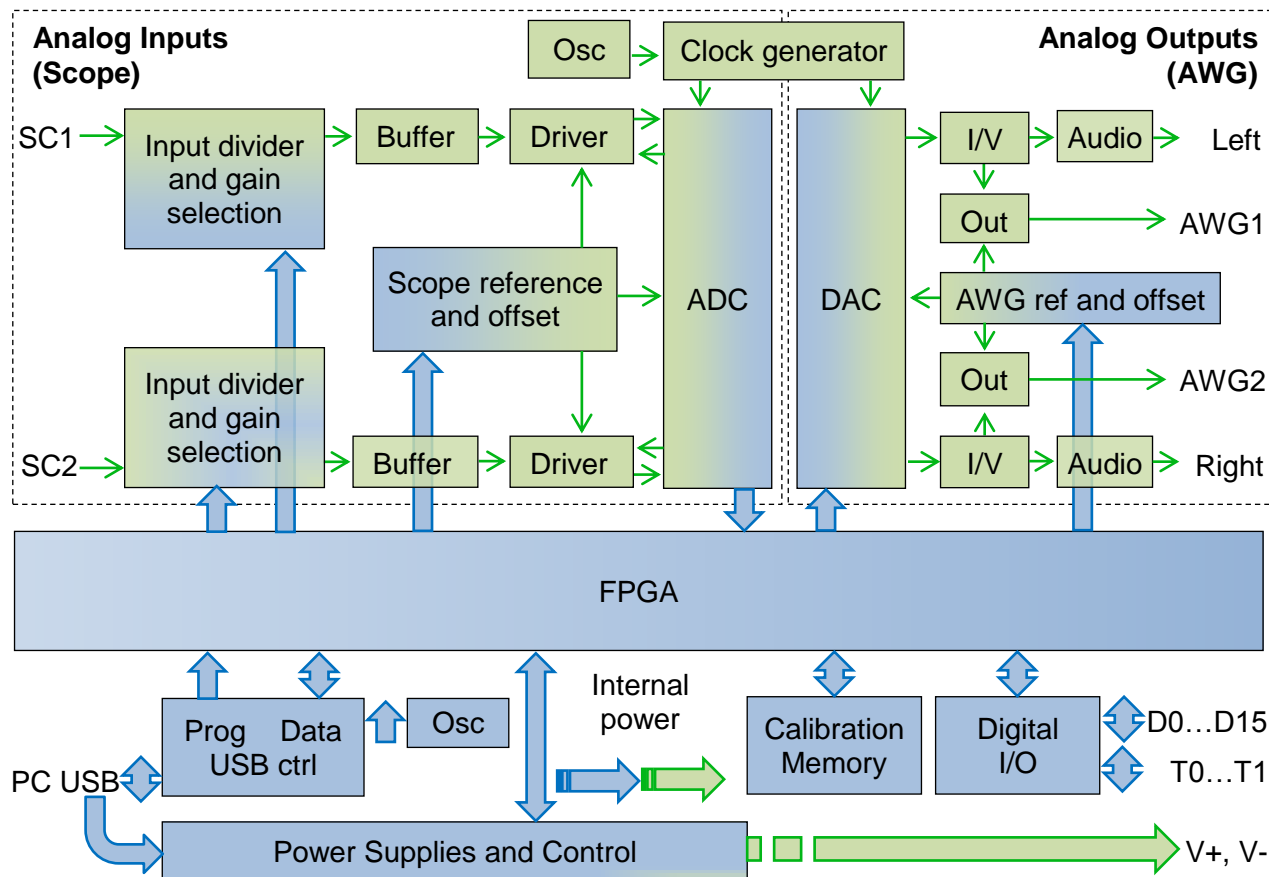 Analog Inputs
(Scope)
Osc
Clock generator
Analog Outputs
(AWG)
SC1
Input divider
and gain
selection
Buffer
Driver
ADC
DAC
I/V
Audio
Left
Out
AWG1
Scope reference
and offset
AWG ref and offset
Input divider
and gain
selection
Out
AWG2
SC2
Buffer
Driver
I/V
Audio
Right
FPGA
Prog Data
USB ctrl
Osc
Internal
power
Calibration
Memory
Digital
I/O
D0…D15
T0…T1
PC USB
Power Supplies and Control
V+, V-